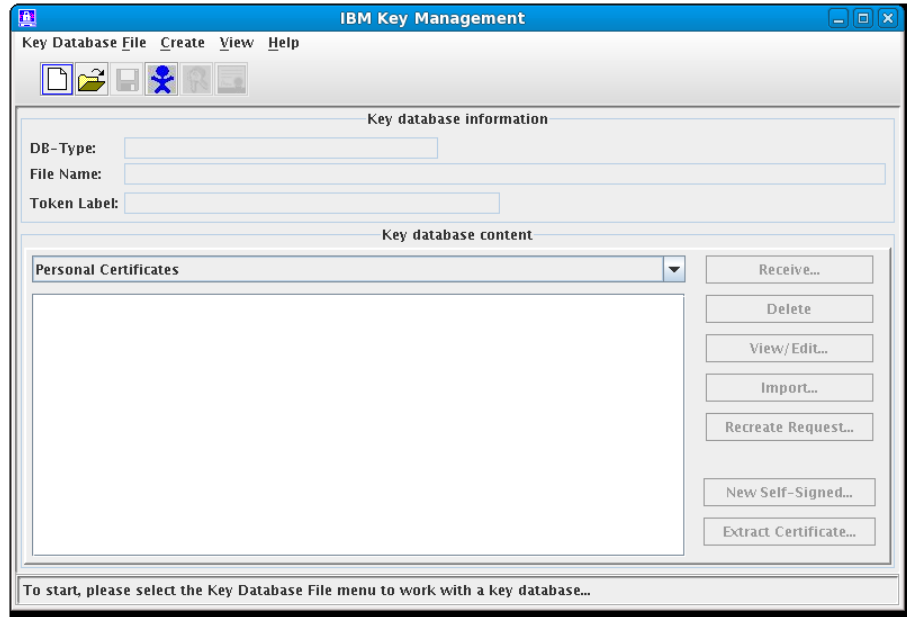 IBM Key Management
Key Database File Create View Help
Key database information
DB-Type:
File Name:
Token Label:
Key database content
Personal Certificates
Receive...
Delete
View/Edit...
Import...
Recreate Request...
New Self-Signed...
Extract Certificate...
To start, please select the Key Database File menu to work with a key database...